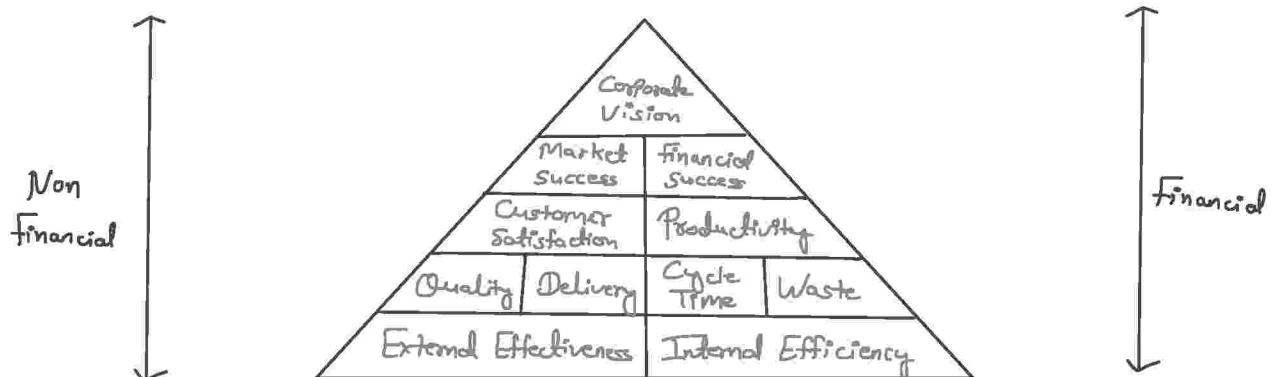 Corporate
Vision
Market
Success
Financial
Success
Non
Financial
Financial
Customer
Satisfaction
Productivity
Quality
Delivery
Cycle
Time
Waste
External Effectiveness
Internal Efficiency